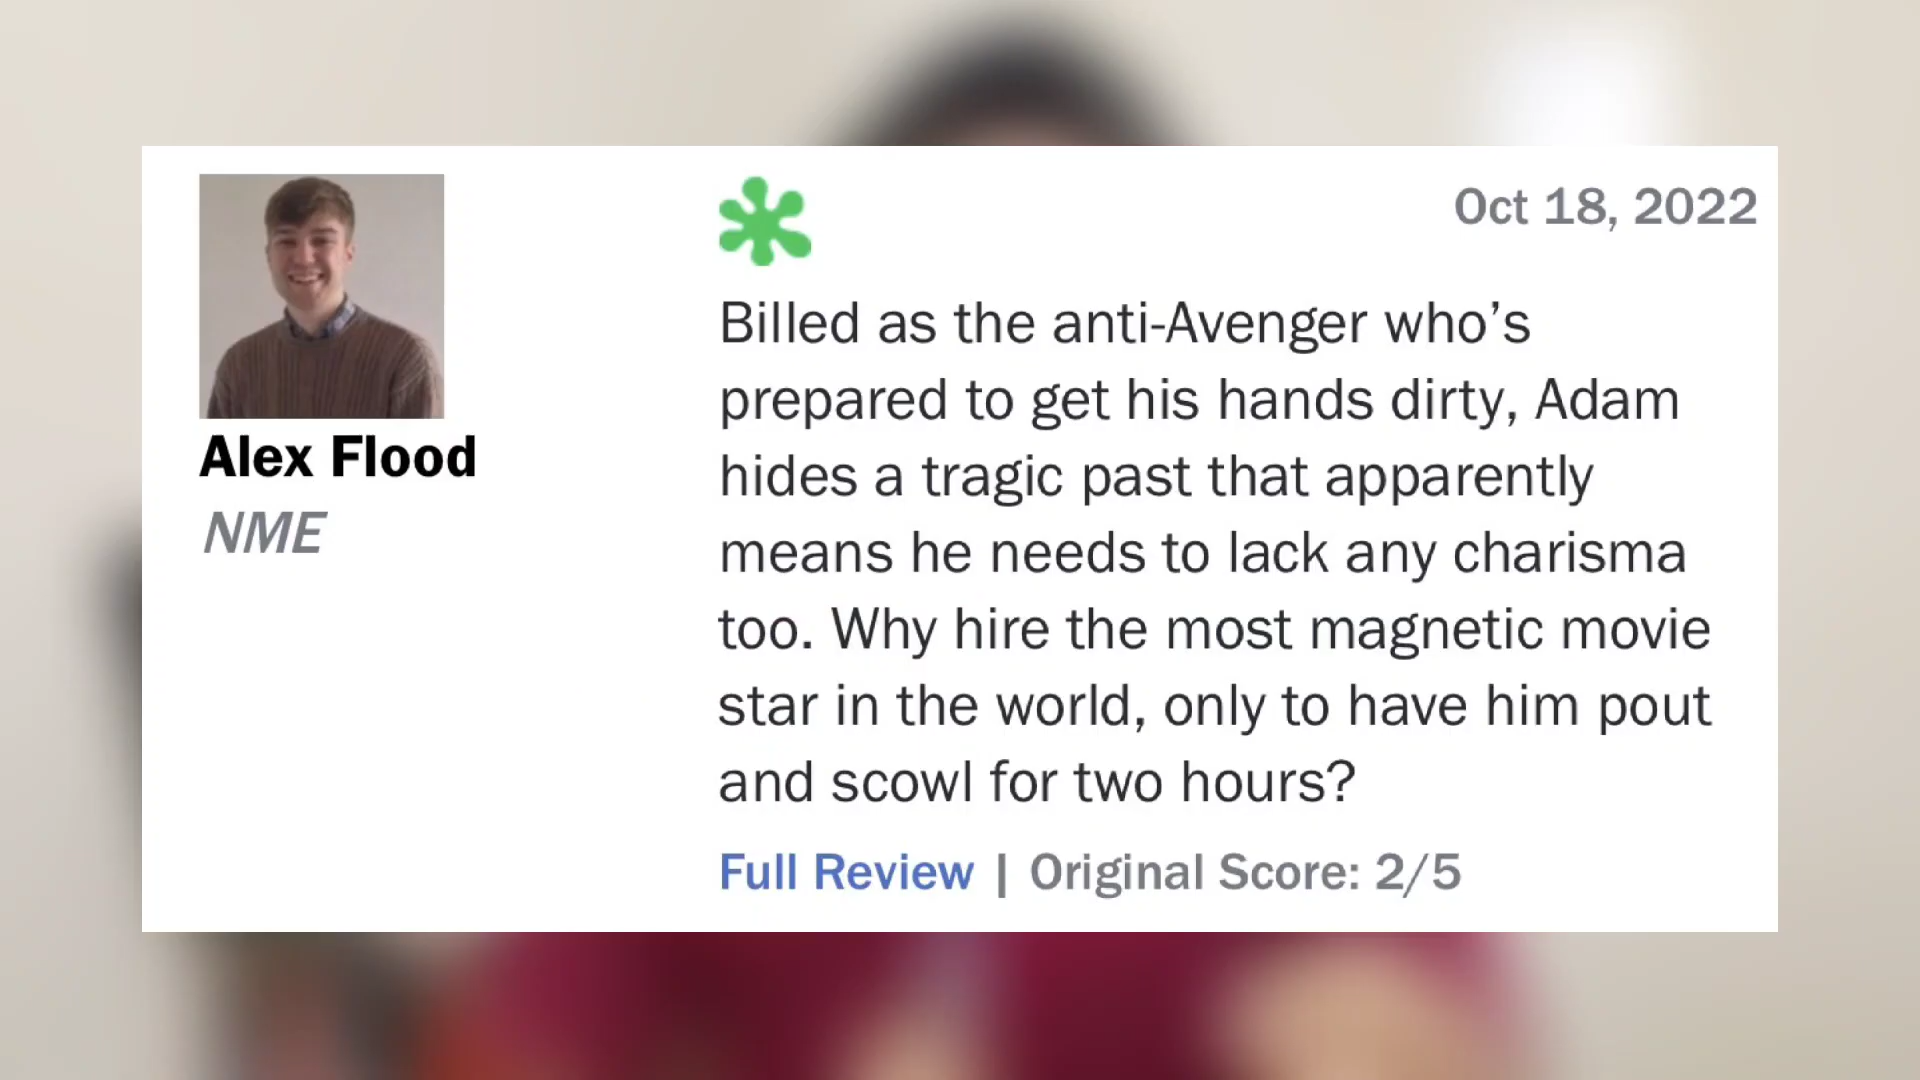 Alex Flood
NME
Oct 18, 2022
Billed as the anti-Avenger who’s
prepared to get his hands dirty, Adam
hides a tragic past that apparently
means he needs to lack any charisma
too. Why hire the most magnetic movie
star in the world, only to have him pout
and scowl for two hours?
Full Review | Original Score: 2/5